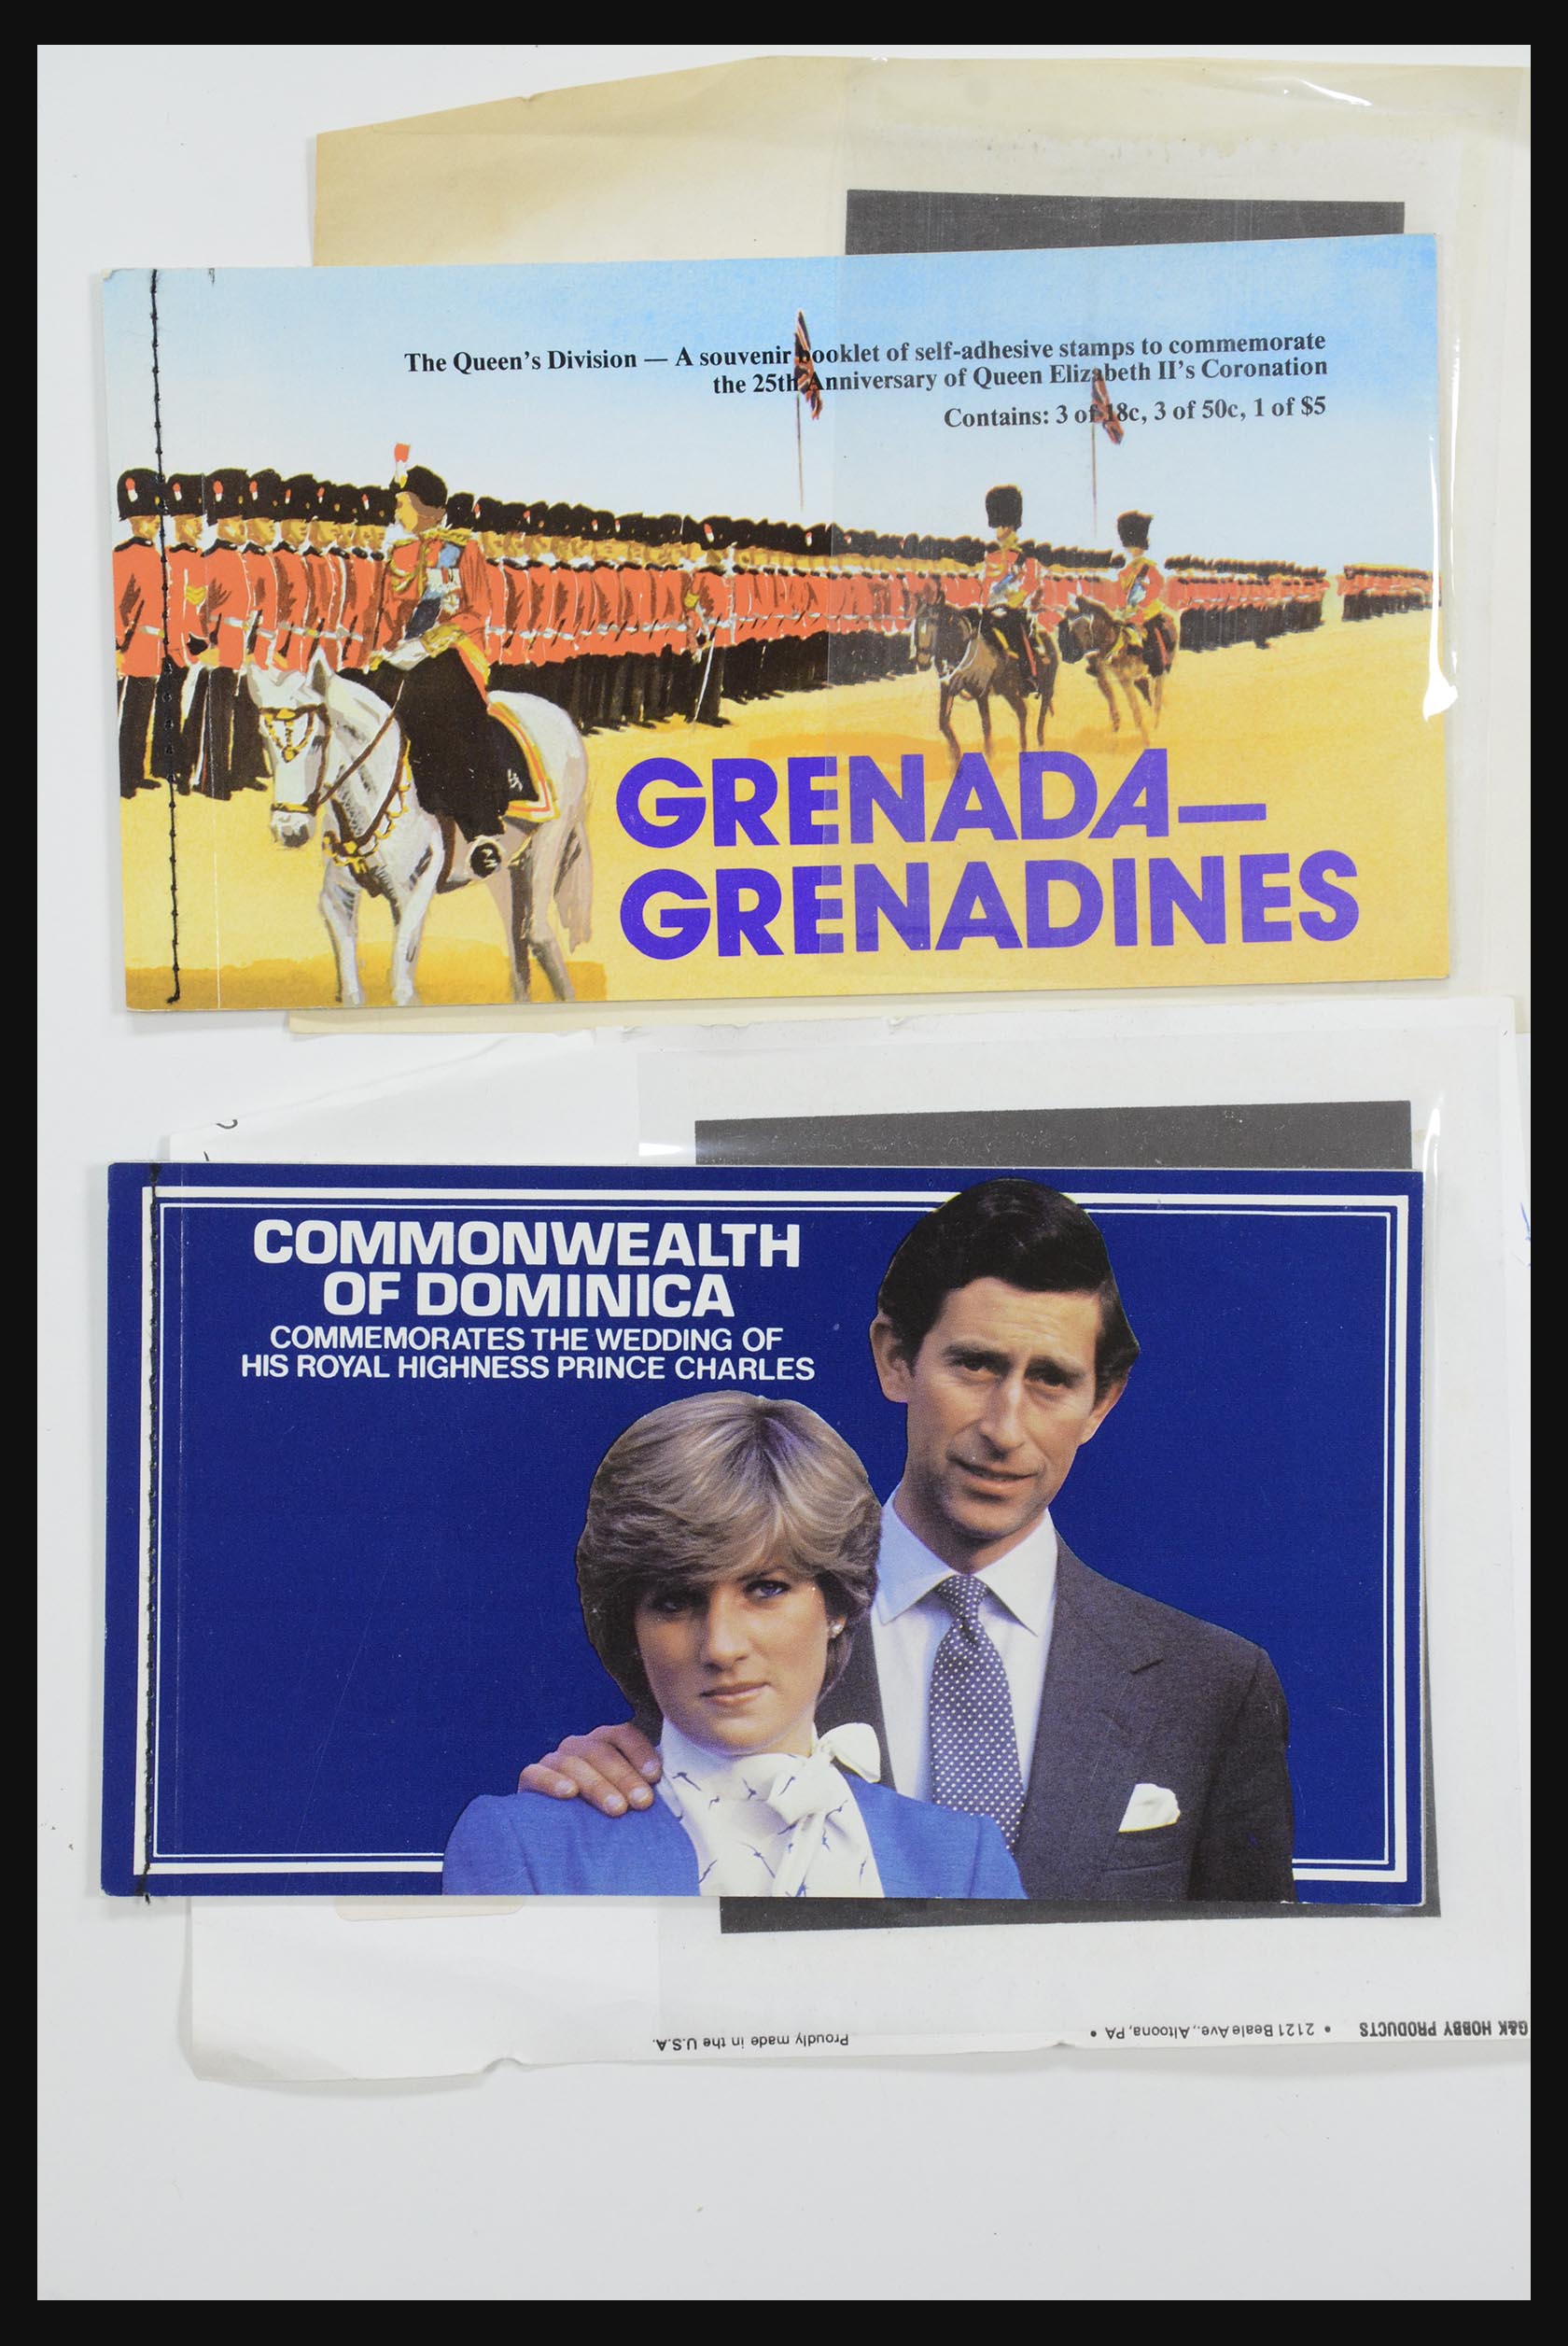 The Queen's Division — A souvenir booklet of self-adhesive stamps to commemorate
the 25th Anniversary of Queen Elizabeth II's Coronation
Contains: 3 of 18c, 3 of 50c, 1 of $5
GRENADA—
GRENADINES
COMMONWEALTH
OF DOMINICA
COMMEMORATES THE WEDDING OF
HIS ROYAL HIGHNESS PRINCE CHARLES
G&K HOBBY PRODUCTS • 2121 Beale Ave., Altoona, PA • Proudly made in the U.S.A.